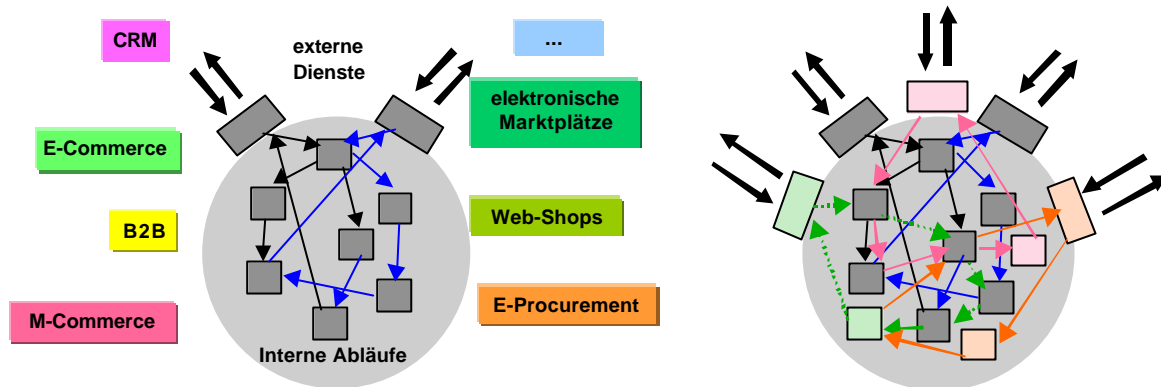 CRM
externe
Dienste
...
elektronische
Marktplätze
E-Commerce
B2B
Web-Shops
M-Commerce
E-Procurement
Interne Abläufe